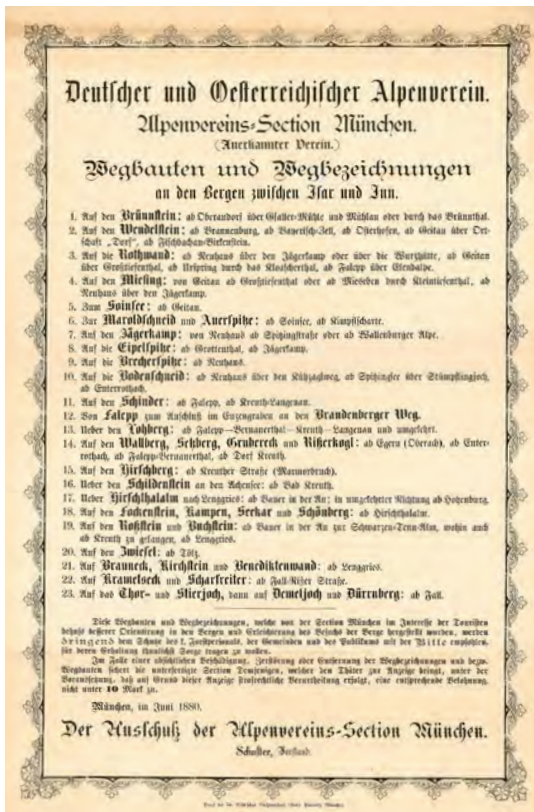 Deutscher und Oesterreichischer Alpenverein.
Alpenvereins-Section München.
(Anerkannter Verein.)
Wegbauten und Wegbezeichnungen
an den Bergen zwischen Isar und Inn.
1. Auf den Brünnstein: ab Oberaudorf über Gfaller-Mühle und Mühlau oder durch das Brünnthal.
2. Auf den Wendelstein: ab Brannenburg, ab Bayerisch-Zell, ab Osterhofen, ab Geitau über Ort-
schaft „Dorf“, ab Fischbachau-Birkenstein.
3. Auf die Rothwand: ab Neuhaus über den Jägerkamp oder über die Wurzhütte, ab Geitau
über Großtiefenthal, ab Urspring durch das Kloascherthal, ab Falepp über Elendalpe.
4. Auf den Miesing: von Geitau ab Großtiefenthal oder ab Mieseben durch Kleintiefenthal, ab
Neuhaus über den Jägerkamp.
5. Zum Soinsee: ab Geitau.
6. Zur Maroldschneid und Auerspitze: ab Soinsee, ab Kimpflscharte.
7. Auf den Jägerkamp: von Neuhaus ab Spitzingstraße oder ab Wallenburger Alpe.
8. Auf die Eipelspitze: ab Grottenthal, ab Jägerkamp.
9. Auf die Brecherspitze: ab Neuhaus.
10. Auf die Bodenschneid: ab Neuhaus über den Kühzaglweg, ab Spitzingsee über Stümpflingjoch,
ab Enterrottach.
11. Auf den Schinder: ab Falepp, ab Kreuth-Langenau.
12. Von Falepp zum Anschluß im Enzengraben an den Brandenberger Weg.
13. Ueber den Lohberg: ab Falepp—Bernauerthal—Kreuth—Langenau und umgekehrt.
14. Auf den Wallberg, Setzberg, Grubereck und Rißerkogl: ab Egern (Oberach), ab Enter-
rothach, ab Falepp-Bernauerthal, ab Dorf Kreuth.
15. Auf den Hirschberg: ab Kreuther Straße (Marmorbruch).
16. Ueber den Schildenstein an den Achensee: ab Bad Kreuth.
17. Ueber Hirschthalalm nach Lenggries: ab Bauer in der Au; in umgekehrter Richtung ab Hohenburg.
18. Auf den Fockenstein, Kampen, Seekar und Schönberg: ab Hirschthalalm.
19. Auf den Roßstein und Buchstein: ab Bauer in der Au zur Schwarzen-Tenn-Alm, wohin auch
ab Kreuth zu gelangen, ab Lenggries.
20. Auf den Zwiesel: ab Tölz.
21. Auf Brauneck, Kirchstein und Benediktenwand: ab Lenggries.
22. Auf Kramelseck und Scharfreiter: ab Fall-Rißer Straße.
23. Auf das Thor- und Stierjoch, dann auf Demeljoch und Dürrnberg: ab Fall.
Diese Wegbauten und Wegbezeichnungen, welche von der Section München im Interesse der Touristen
behufs besserer Orientirung in den Bergen und Erleichterung des Besuchs der Berge hergestellt wurden, werden
dringend dem Schutze des k. Forstpersonals, der Gemeinden und des Publikums mit der Bitte empfohlen,
für deren Erhaltung thunlichst Sorge tragen zu wollen.
Im Falle einer absichtlichen Beschädigung, Zerstörung oder Entfernung der Wegbezeichnungen und bezw.
Wegbauten sichert die unterfertigte Section Demjenigen, welcher den Thäter zur Anzeige bringt, unter der
Voraussetzung, daß auf Grund dieser Anzeige strafrechtliche Verurtheilung erfolgt, eine entsprechende Belohnung,
nicht unter 10 Mark zu.
München, im Juni 1880.
Der Ausschuß der Alpenvereins-Section München.
Schuster, Vorstand.